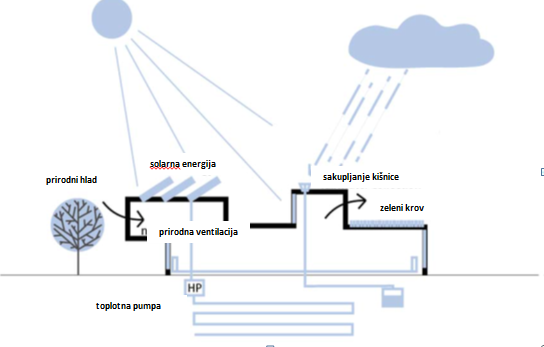 solarna energija
prirodni hlad
sakupljanje kišnice
zeleni krov
prirodna ventilacija
HP
toplotna pumpa